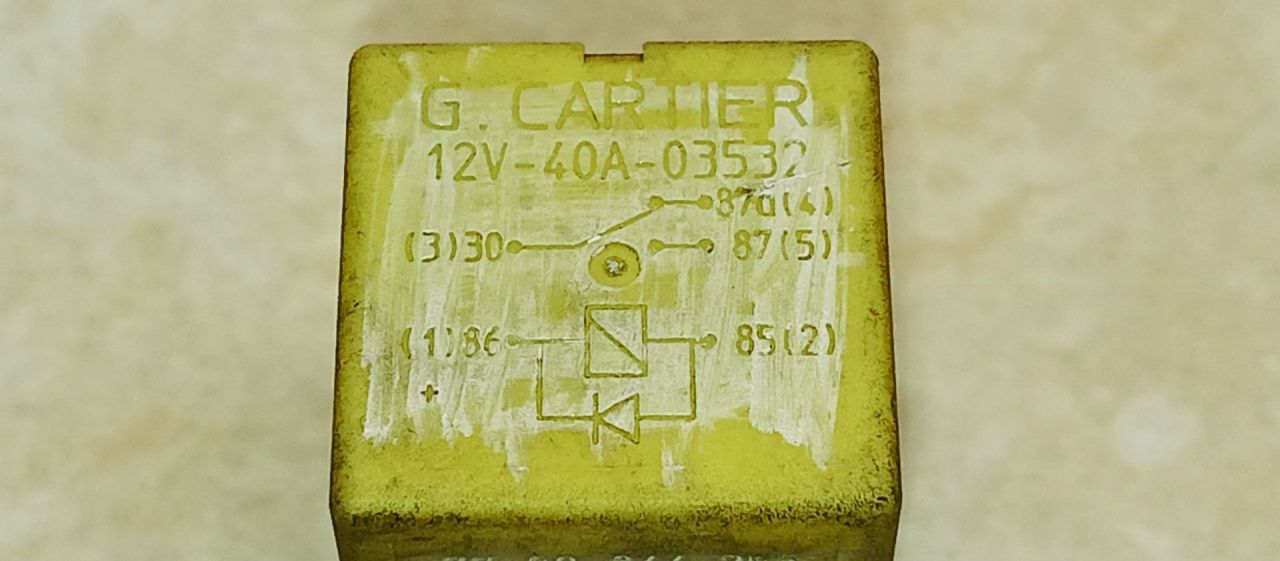 G. CARTIER
12V-40A-03532
87a(4)
(3)30 87(5)
(1)86 85(2)
+